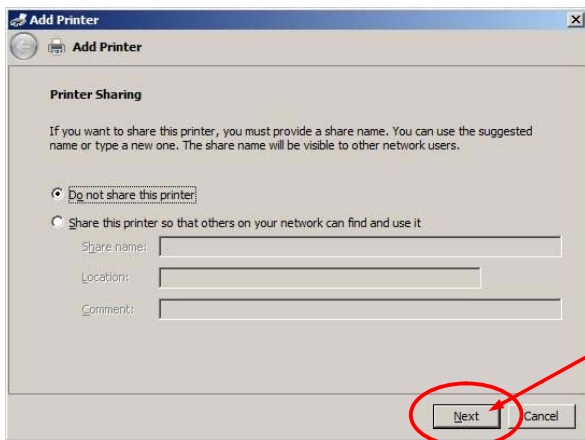 Add Printer
Add Printer
Printer Sharing
If you want to share this printer, you must provide a share name. You can use the suggested
name or type a new one. The share name will be visible to other network users.
Do not share this printer
Share this printer so that others on your network can find and use it
Share name:
Location:
Comment:
Next
Cancel